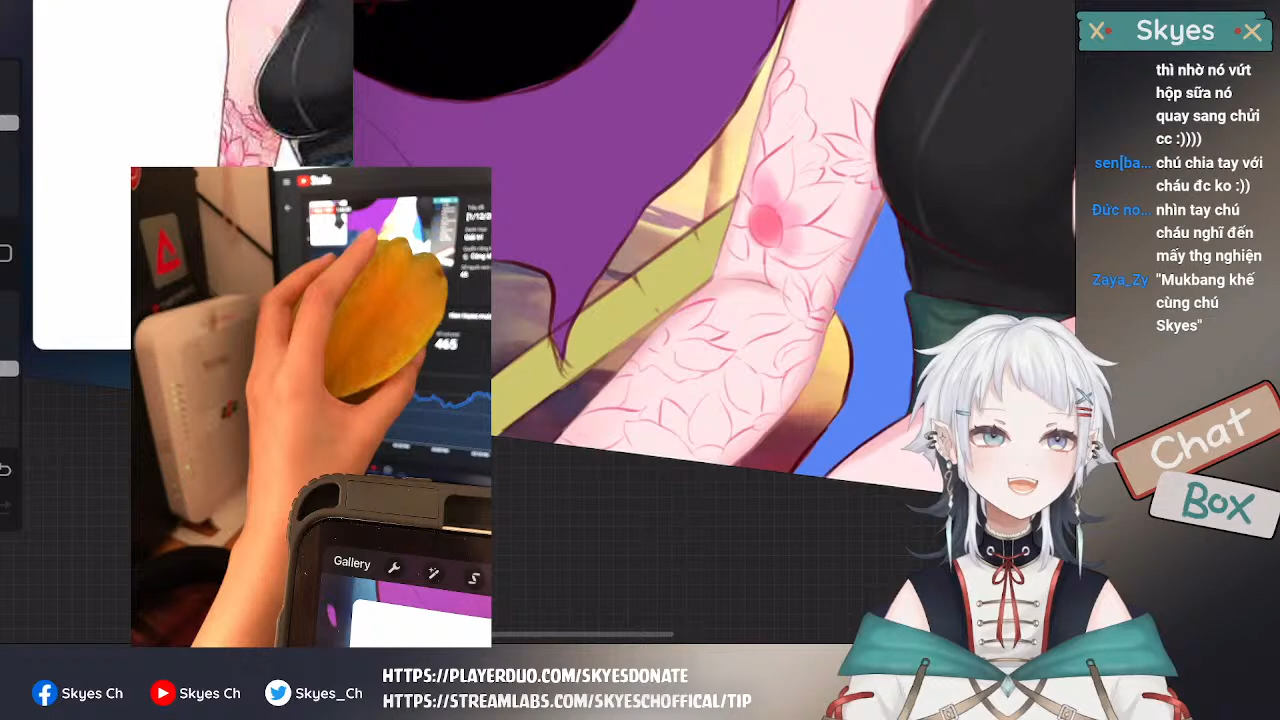 Skyes
thì nhờ nó vứt
hộp sữa nó
quay sang chửi
cc :))))
sen[ba... chú chia tay với
cháu đc ko :))
Đức no... nhìn tay chú
cháu nghĩ đến
mấy thg nghiện
Zaya_Zy "Mukbang khế
cùng chú
Skyes"
Chat
Box
Studio
465
Gallery
Skyes Ch
Skyes Ch
Skyes_Ch
HTTPS://PLAYERDUO.COM/SKYESDONATE
HTTPS://STREAMLABS.COM/SKYESCHOFFICAL/TIP